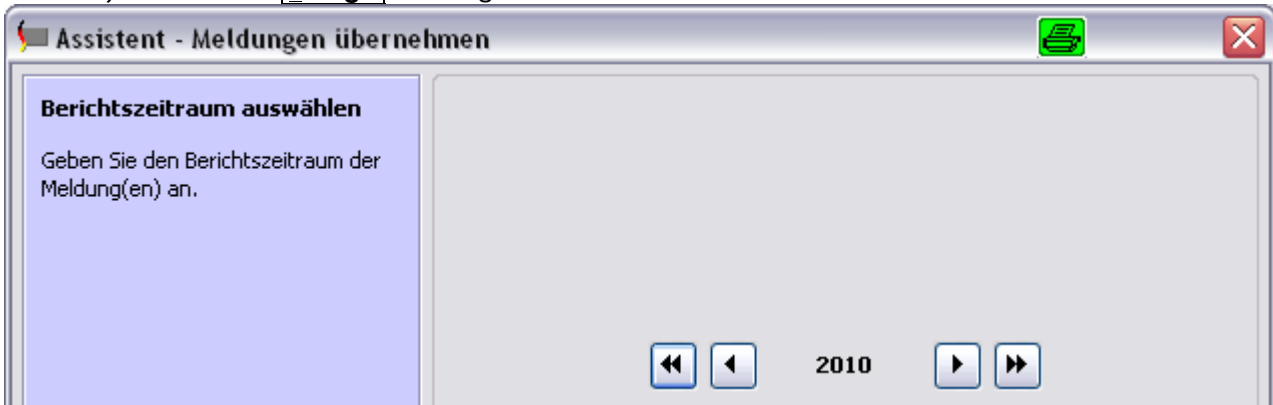 Assistent - Meldungen übernehmen
Berichtszeitraum auswählen
Geben Sie den Berichtszeitraum der
Meldung(en) an.
2010